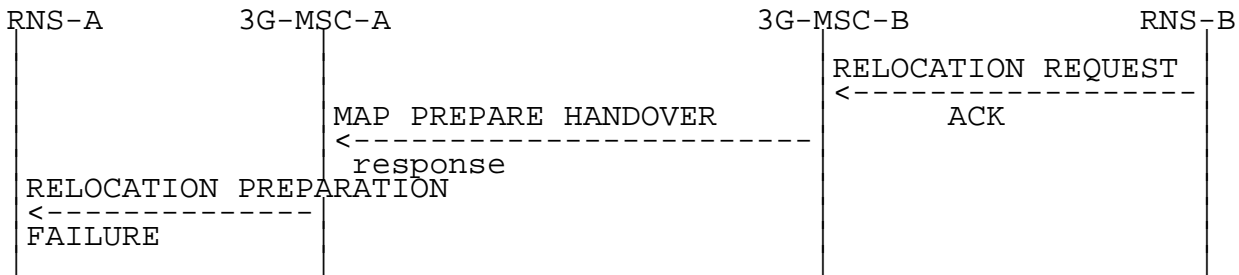 RNS-A 3G-MSC-A 3G-MSC-B RNS-B
RELOCATION REQUEST
MAP PREPARE HANDOVER ACK
response
RELOCATION PREPARATION
FAILURE